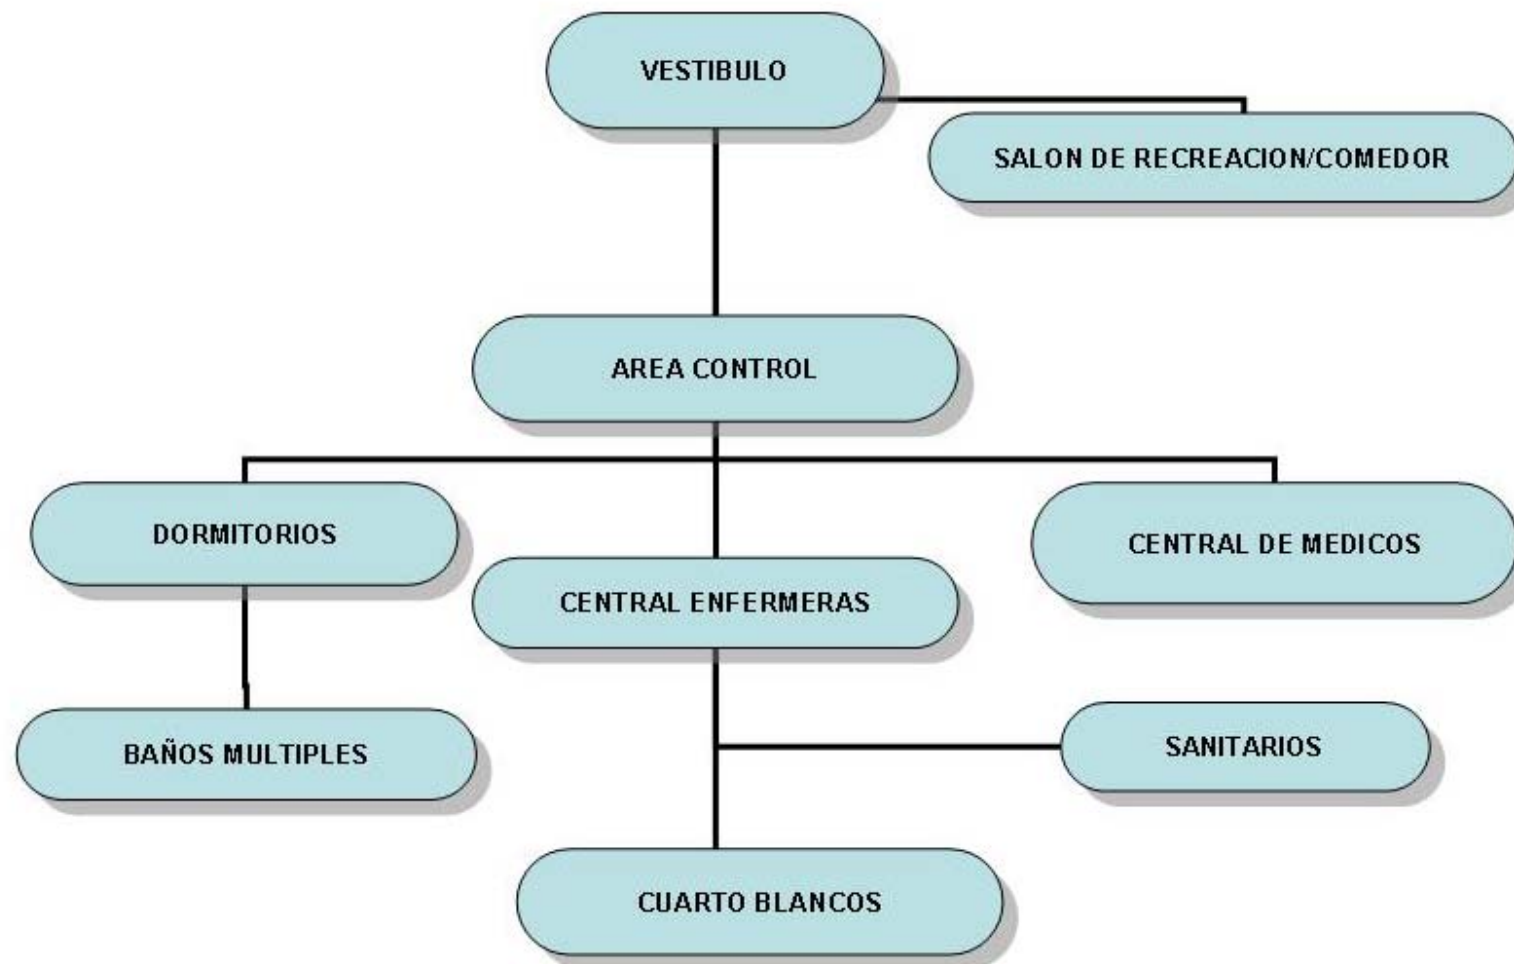 VESTIBULO
SALON DE RECREACION/COMEDOR
AREA CONTROL
DORMITORIOS
CENTRAL DE MEDICOS
CENTRAL ENFERMERAS
BAÑOS MULTIPLES
SANITARIOS
CUARTO BLANCOS